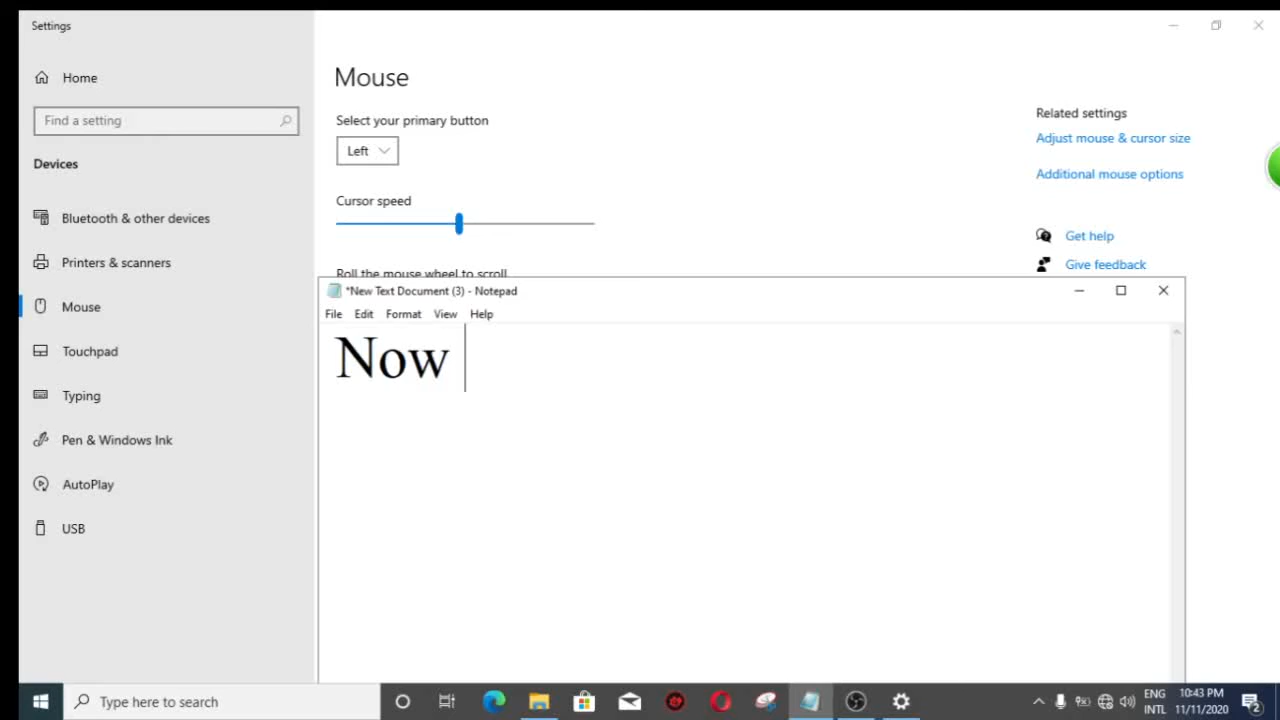 Settings
Home
Find a setting
Devices
Bluetooth & other devices
Printers & scanners
Mouse
Touchpad
Typing
Pen & Windows Ink
AutoPlay
USB
Mouse
Select your primary button
Left
Cursor speed
Roll the mouse wheel to scroll
Related settings
Adjust mouse & cursor size
Additional mouse options
Get help
Give feedback
*New Text Document (3) - Notepad
File Edit Format View Help
Now
Type here to search
ENG
INTL
10:43 PM
11/11/2020
2